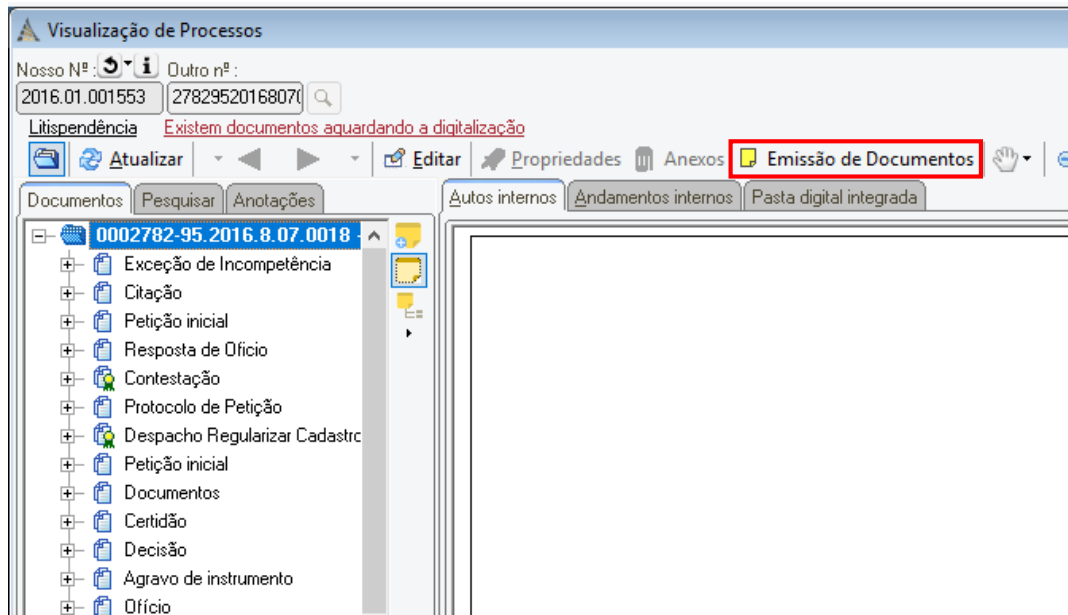 Visualização de Processos
Nosso Nº : Outro nº :
2016.01.001553 2782952016807(
Litispendência Existem documentos aguardando a digitalização
Atualizar Editar Propriedades Anexos Emissão de Documentos
Documentos Pesquisar Anotações Autos internos Andamentos internos Pasta digital integrada
0002782-95.2016.8.07.0018 -
Exceção de Incompetência
Citação
Petição inicial
Resposta de Oficio
Contestação
Protocolo de Petição
Despacho Regularizar Cadastro
Petição inicial
Documentos
Certidão
Decisão
Agravo de instrumento
Ofício